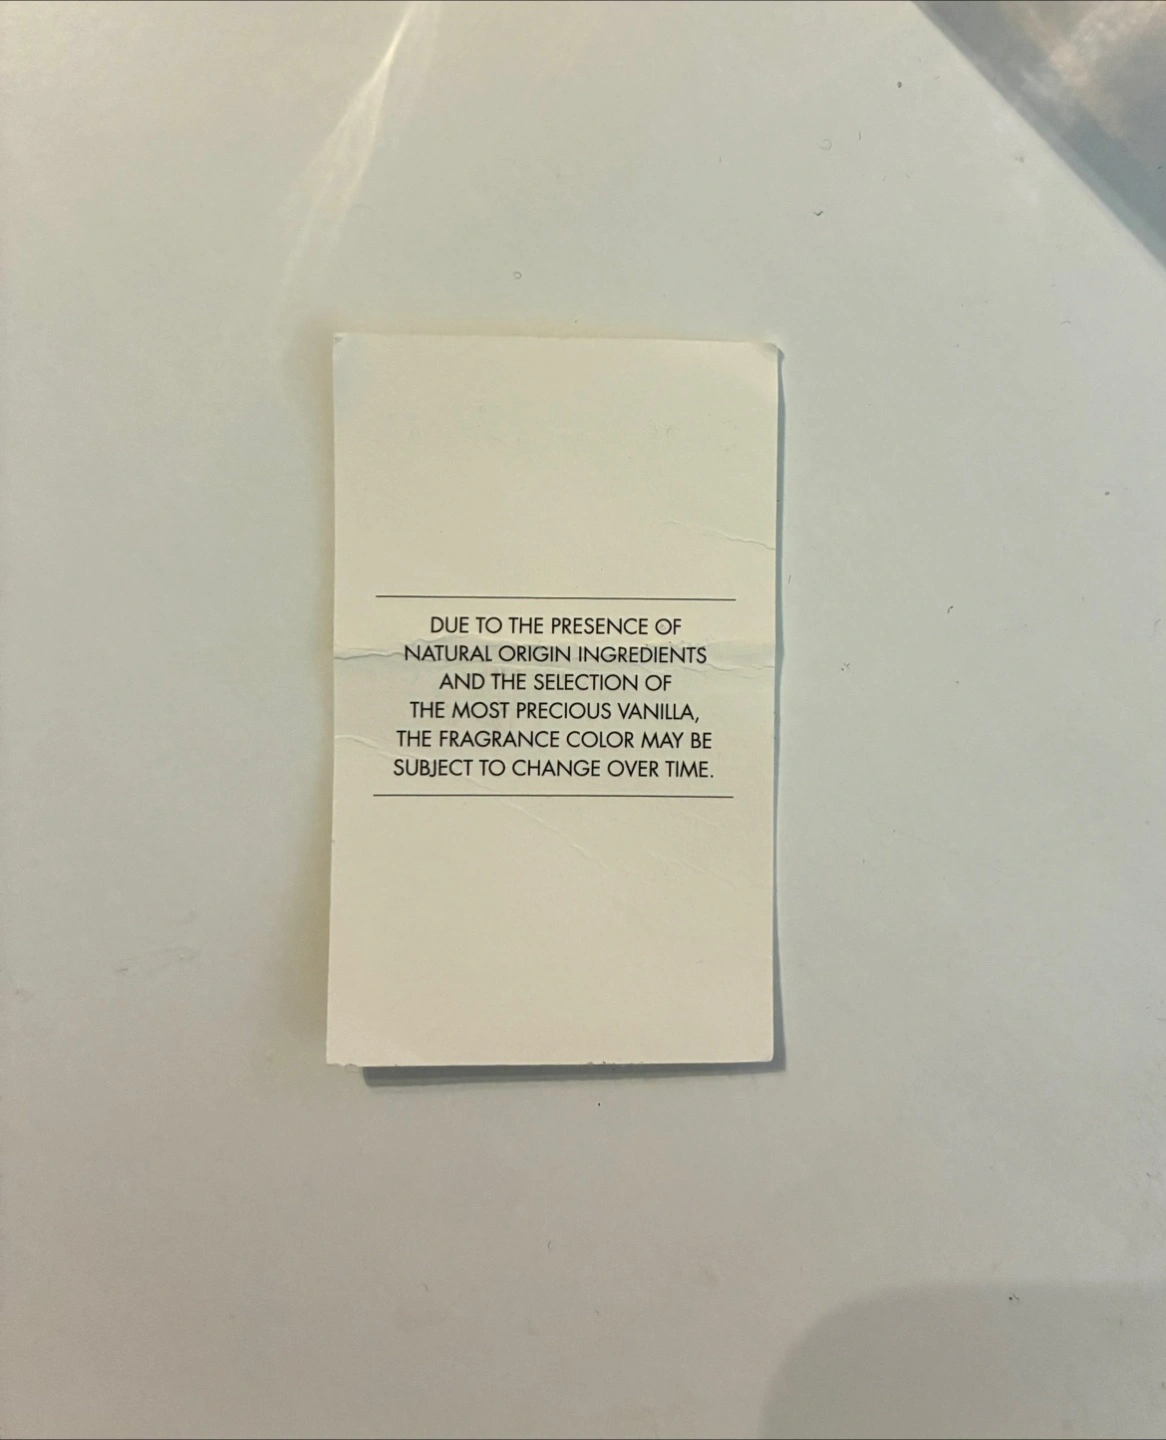 DUE TO THE PRESENCE OF
NATURAL ORIGIN INGREDIENTS
AND THE SELECTION OF
THE MOST PRECIOUS VANILLA,
THE FRAGRANCE COLOR MAY BE
SUBJECT TO CHANGE OVER TIME.